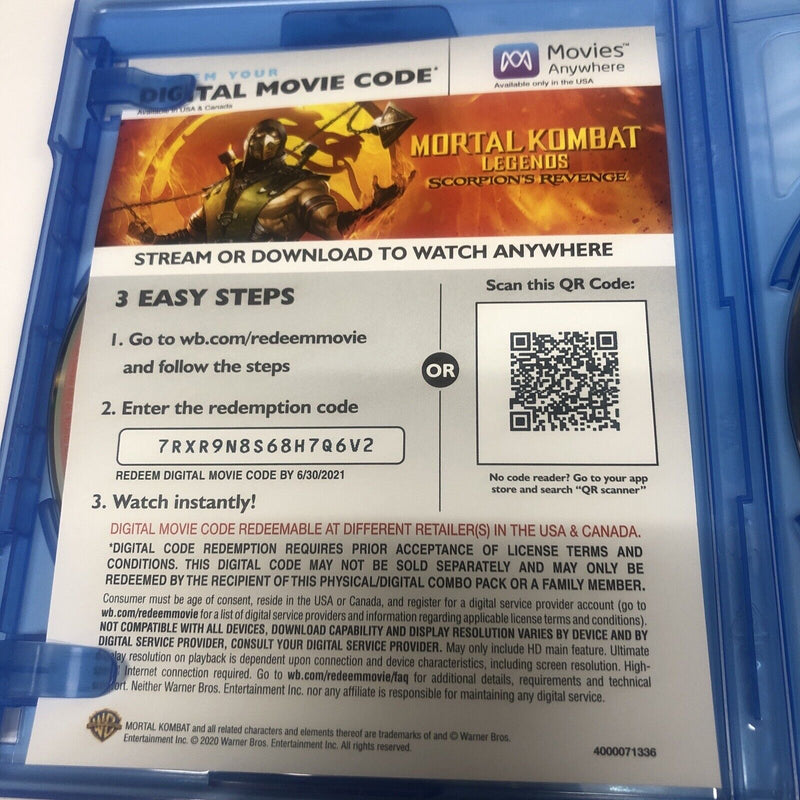 EM YOUR
DIGITAL MOVIE CODE*
Available in USA & Canada
Movies™
Anywhere
Available only in the USA
MORTAL KOMBAT
LEGENDS
SCORPION'S REVENGE
STREAM OR DOWNLOAD TO WATCH ANYWHERE
3 EASY STEPS
1. Go to wb.com/redeemmovie
and follow the steps
2. Enter the redemption code
7RXR9N8S68H7Q6V2
REDEEM DIGITAL MOVIE CODE BY 6/30/2021
3. Watch instantly!
OR
Scan this QR Code:
No code reader? Go to your app
store and search “QR scanner”
DIGITAL MOVIE CODE REDEEMABLE AT DIFFERENT RETAILER(S) IN THE USA & CANADA.
*DIGITAL CODE REDEMPTION REQUIRES PRIOR ACCEPTANCE OF LICENSE TERMS AND
CONDITIONS. THIS DIGITAL CODE MAY NOT BE SOLD SEPARATELY AND MAY ONLY BE
REDEEMED BY THE RECIPIENT OF THIS PHYSICAL/DIGITAL COMBO PACK OR A FAMILY MEMBER.
Consumer must be age of consent, reside in the USA or Canada, and register for a digital service provider account (go to
wb.com/redeemmovie for a list of digital service providers and information regarding applicable license terms and conditions).
NOT COMPATIBLE WITH ALL DEVICES, DOWNLOAD CAPABILITY AND DISPLAY RESOLUTION VARIES BY DEVICE AND BY
DIGITAL SERVICE PROVIDER, CONSULT YOUR DIGITAL SERVICE PROVIDER. May only include HD main feature. Ultimate
display resolution on playback is dependent upon connection and device characteristics, including screen resolution. High-
Internet connection required. Go to wb.com/redeemmovie/faq for additional details, requirements and technical
support. Neither Warner Bros. Entertainment Inc. nor any affiliate is responsible for maintaining any digital service.
WB
MORTAL KOMBAT and all related characters and elements thereof are trademarks of and © Warner Bros.
Entertainment Inc. © 2020 Warner Bros. Entertainment Inc. All rights reserved.
4000071336